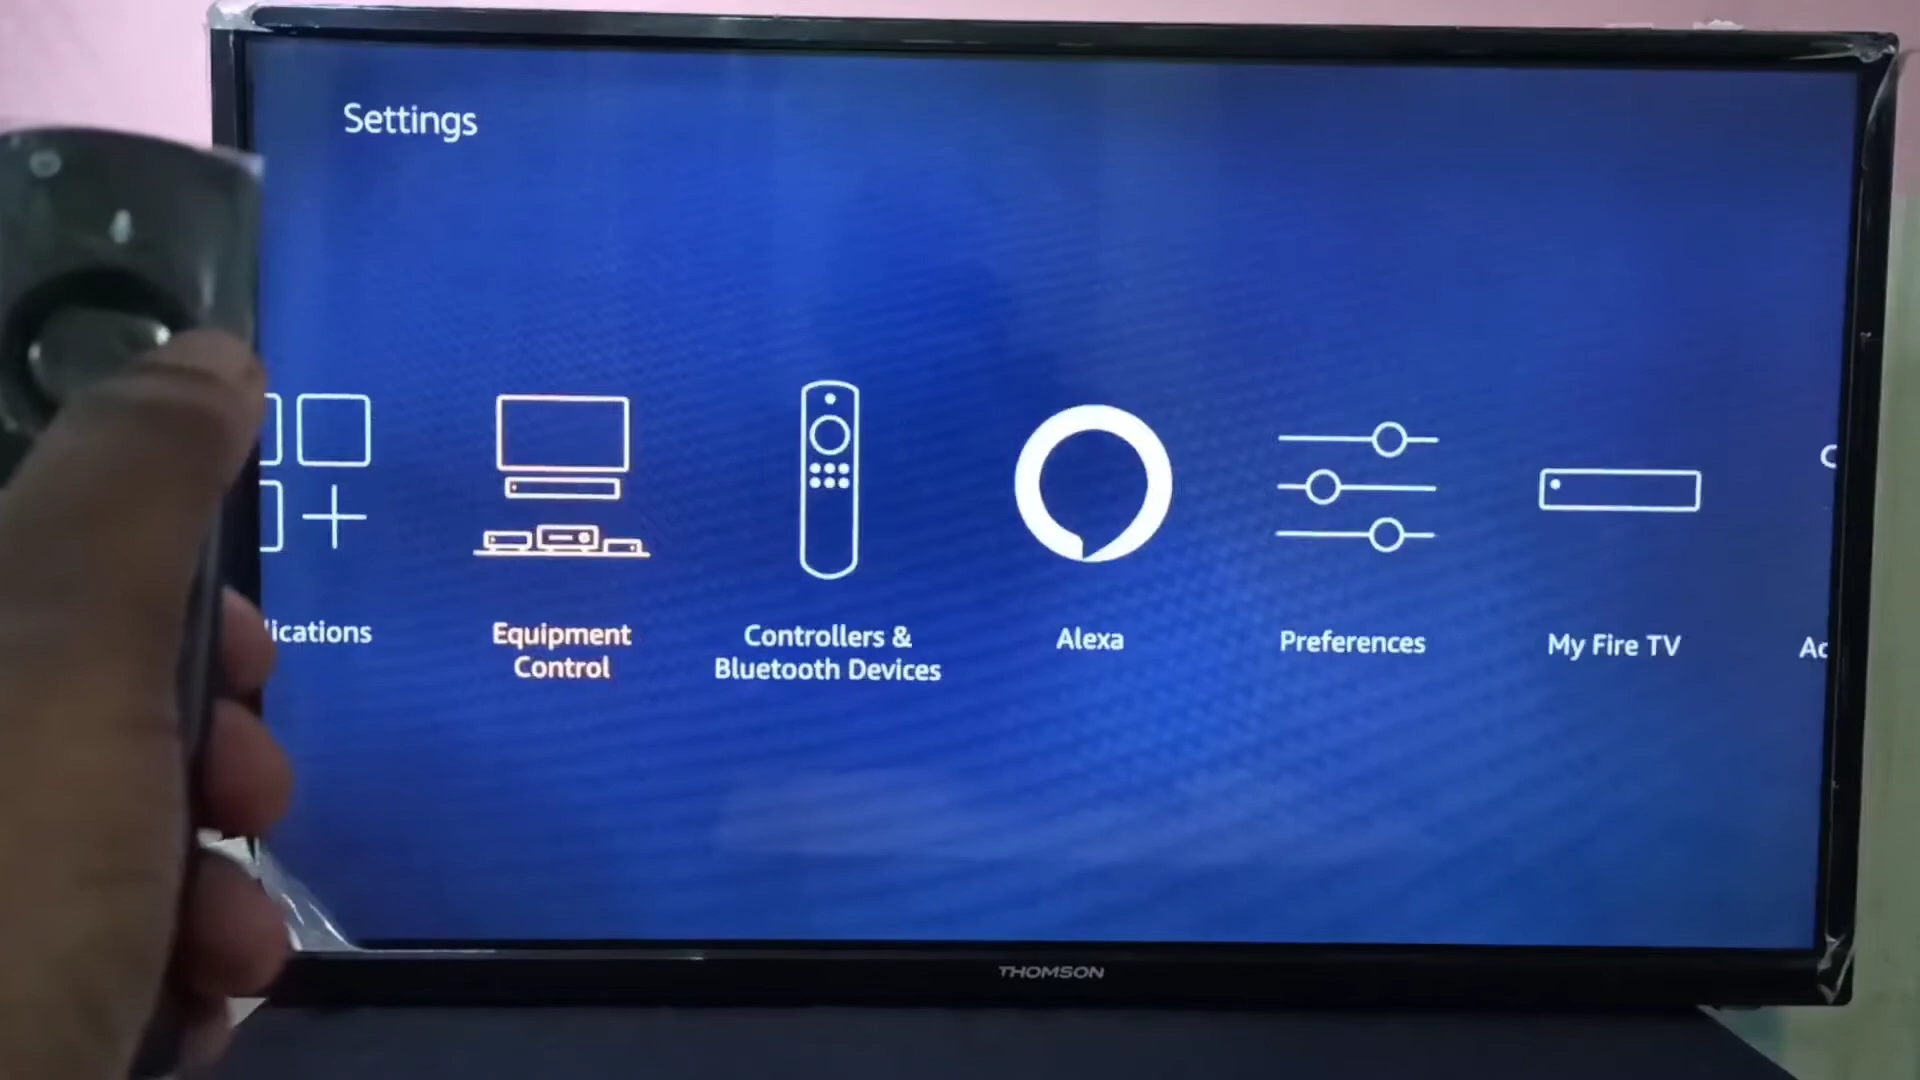 Settings
lications
Equipment
Control
Controllers &
Bluetooth Devices
Alexa
Preferences
My Fire TV
Ac
THOMSON